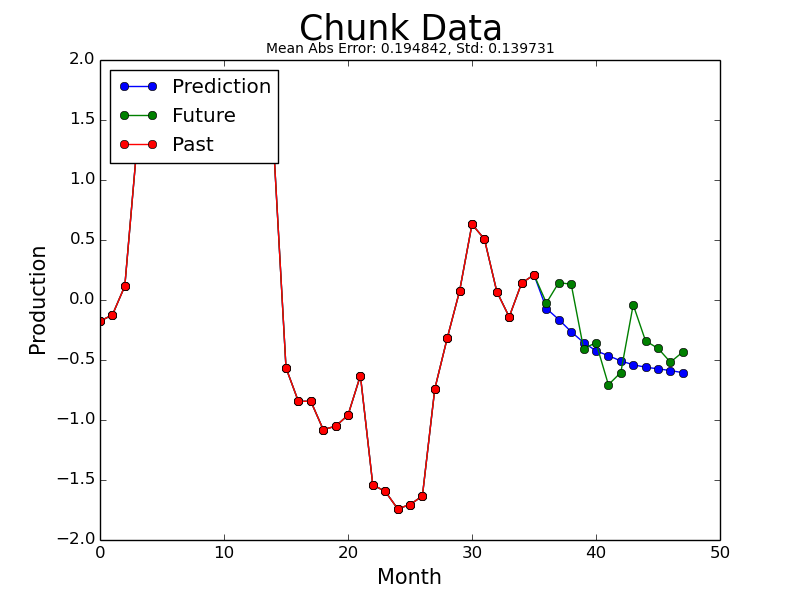 Chunk Data
Mean Abs Error: 0.194842, Std: 0.139731
Prediction
Future
Past
Production
2.0
1.5
1.0
0.5
0.0
−0.5
−1.0
−1.5
−2.0
0 10 20 30 40 50
Month